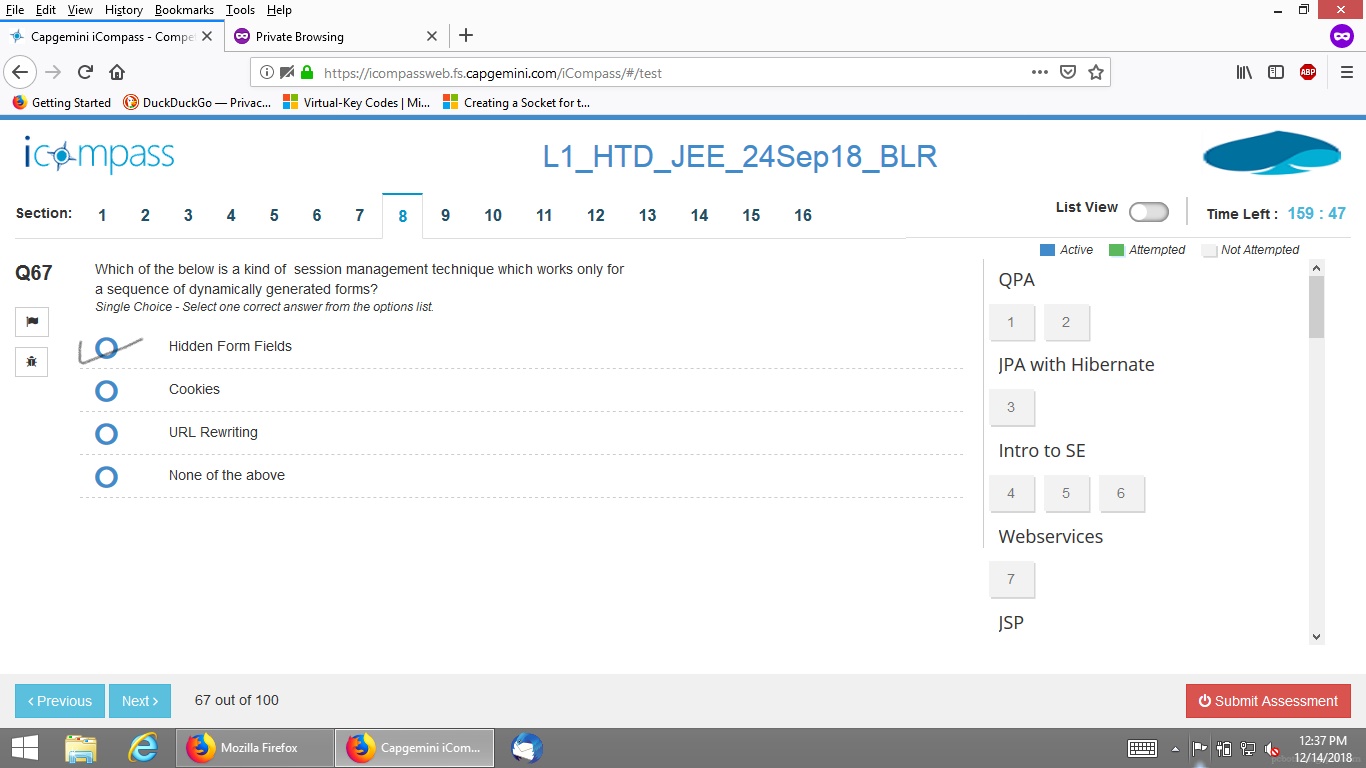 File Edit View History Bookmarks Tools Help
Capgemini iCompass - Compe
Private Browsing
https://icompassweb.fs.capgemini.com/iCompass/#/test
ABP
Getting Started DuckDuckGo — Privac... Virtual-Key Codes | Mi... Creating a Socket for t...
icompass
L1_HTD_JEE_24Sep18_BLR
Section: 1 2 3 4 5 6 7 8 9 10 11 12 13 14 15 16
List View
Time Left : 159 : 47
Active Attempted Not Attempted
Q67
Which of the below is a kind of session management technique which works only for
a sequence of dynamically generated forms?
Single Choice - Select one correct answer from the options list.
Hidden Form Fields
Cookies
URL Rewriting
None of the above
QPA
1 2
JPA with Hibernate
3
Intro to SE
4 5 6
Webservices
7
JSP
‹ Previous Next › 67 out of 100
Submit Assessment
Mozilla Firefox
Capgemini iCom...
12:37 PM
12/14/2018